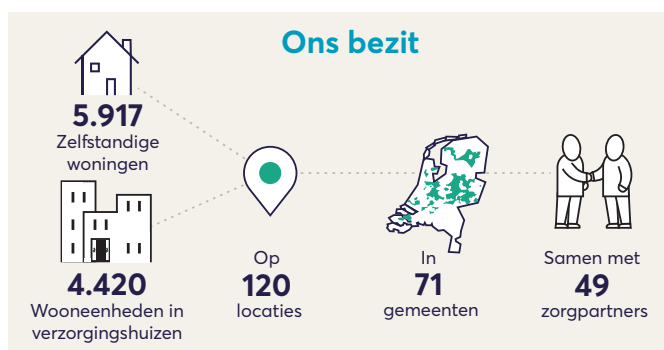 Ons bezit
5.917
Zelfstandige
woningen
4.420
Wooneenheden in
verzorgingshuizen
Op
120
locaties
In
71
gemeenten
Samen met
49
zorgpartners